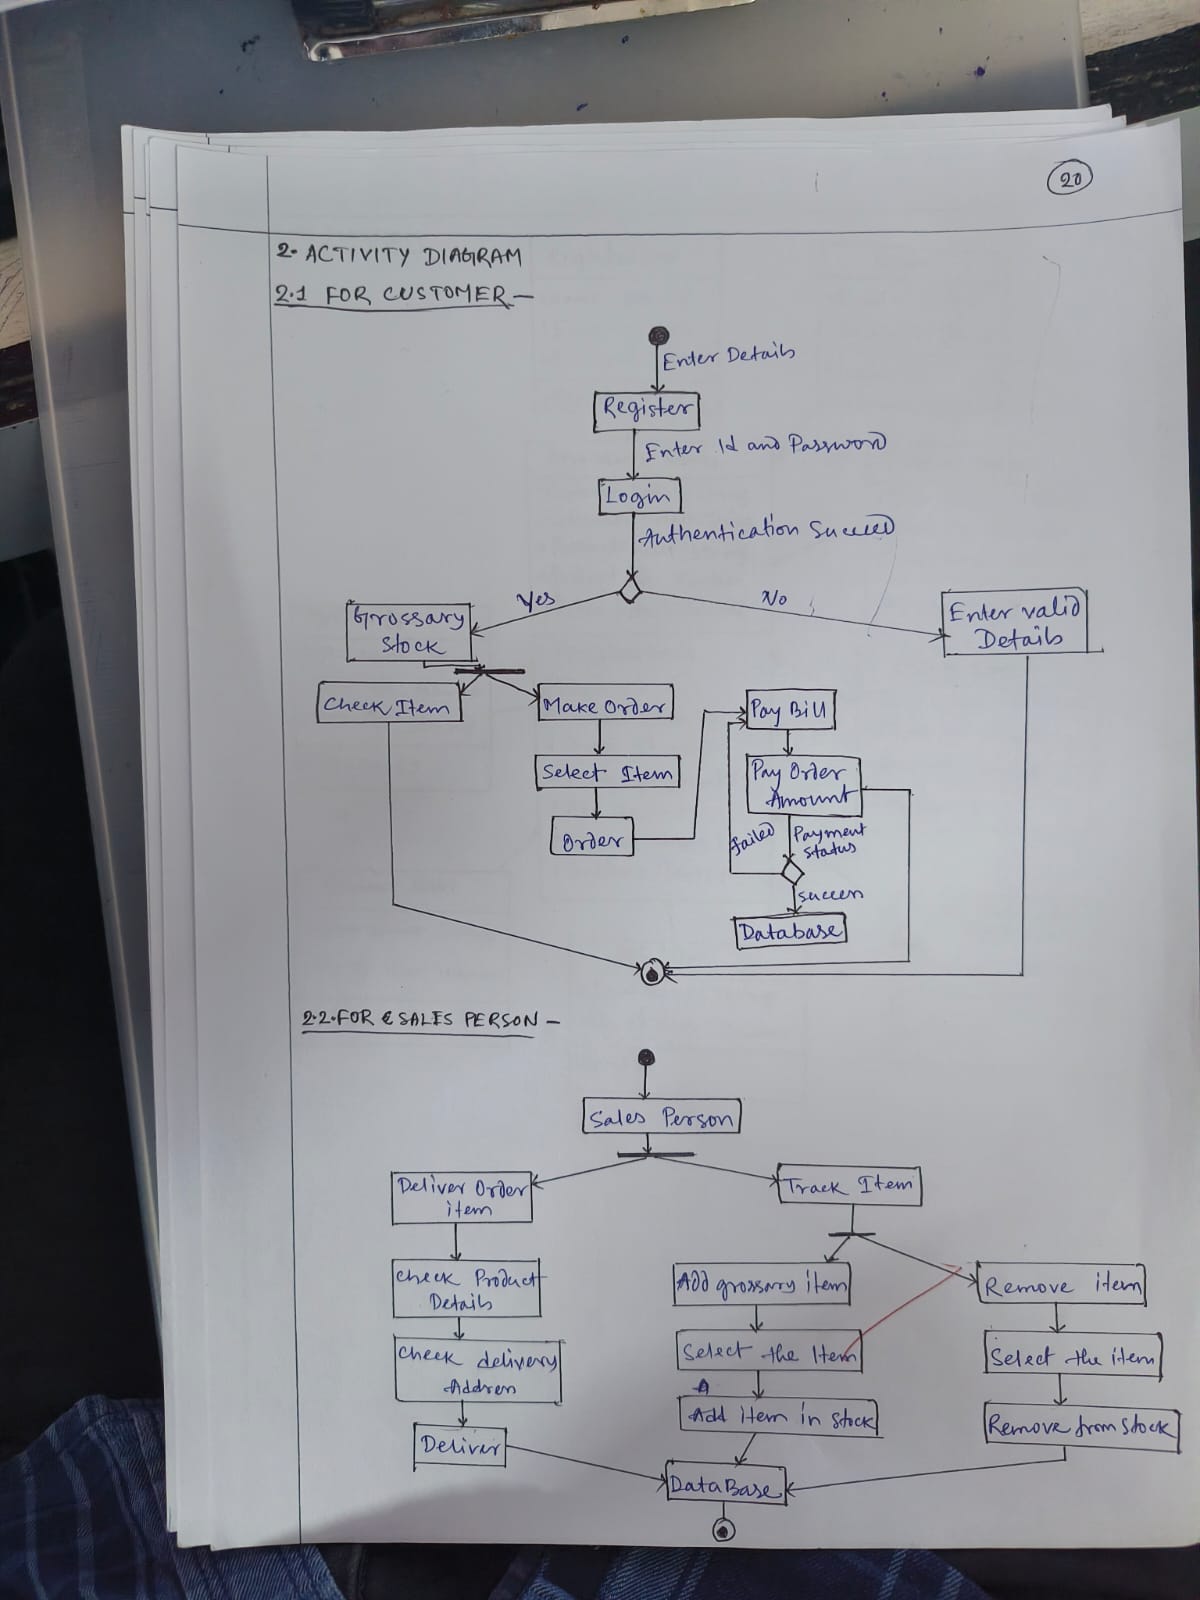 20
2. ACTIVITY DIAGRAM
2.1 FOR CUSTOMER -
Enter Details
Register
Enter Id and Password
Login
Authentication Succeed
Yes
No
Grossary
Stock
Enter valid
Details
Check Item
Make Order
Pay Bill
Select Item
Pay Order
Amount
Order
failed
Payment
Status
success
Database
2.2. FOR SALES PERSON -
Sales Person
Deliver Order
item
Track Item
Check Product
Details
Add grossary item
Remove item
Check delivery
Address
Select the Item
Select the item
A
Add item in stock
Remove from stock
Deliver
DataBase